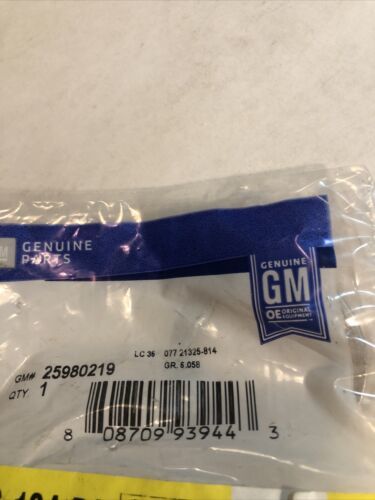 GENUINE
PARTS
GENUINE
GM
OE ORIGINAL
EQUIPMENT
LC 36 077 21325-814
GR. 6.058
GM# 25980219
QTY. 1
8 08709 93944 3